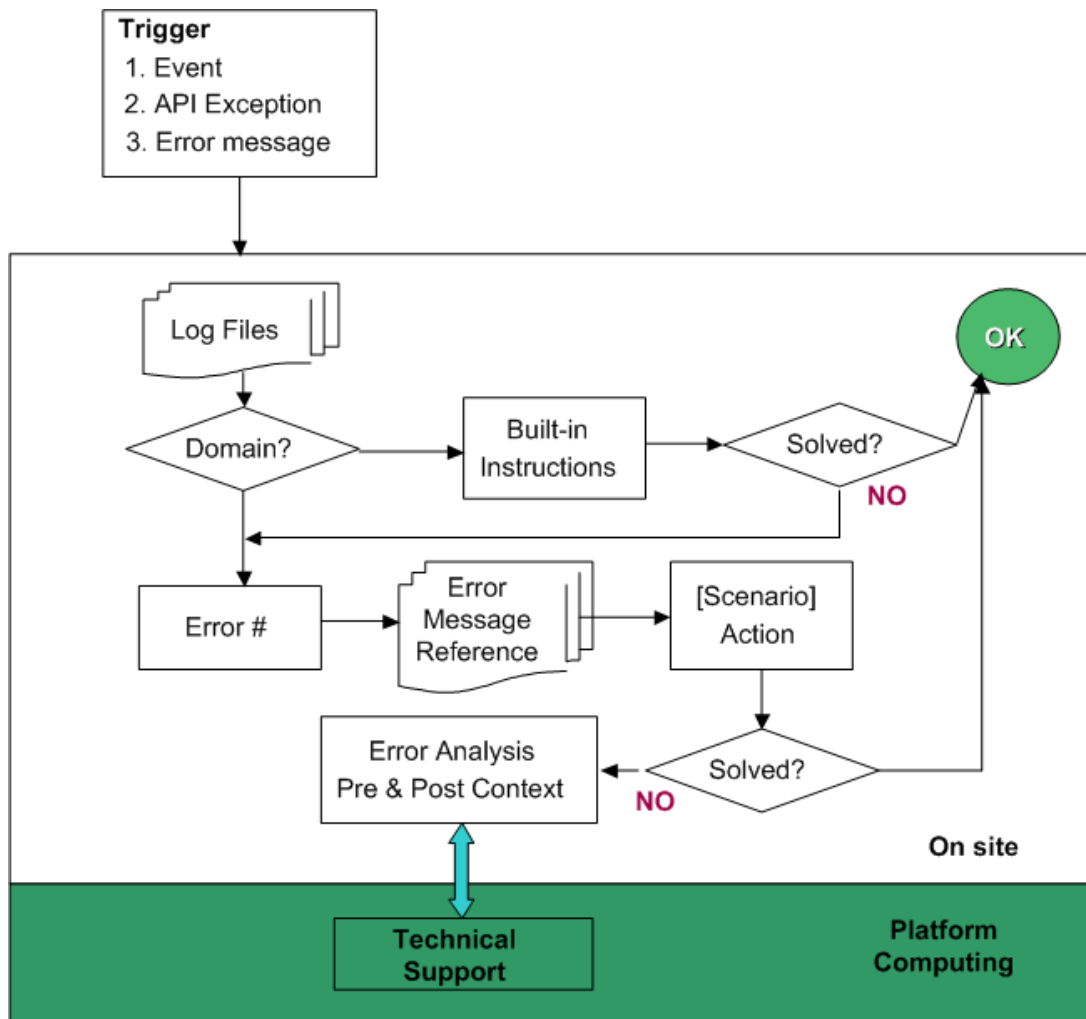 Trigger
1. Event
2. API Exception
3. Error message
Log Files
OK
Domain?
Built-in
Instructions
Solved?
NO
Error #
Error
Message
Reference
[Scenario]
Action
Error Analysis
Pre & Post Context
NO
Solved?
On site
Technical
Support
Platform
Computing